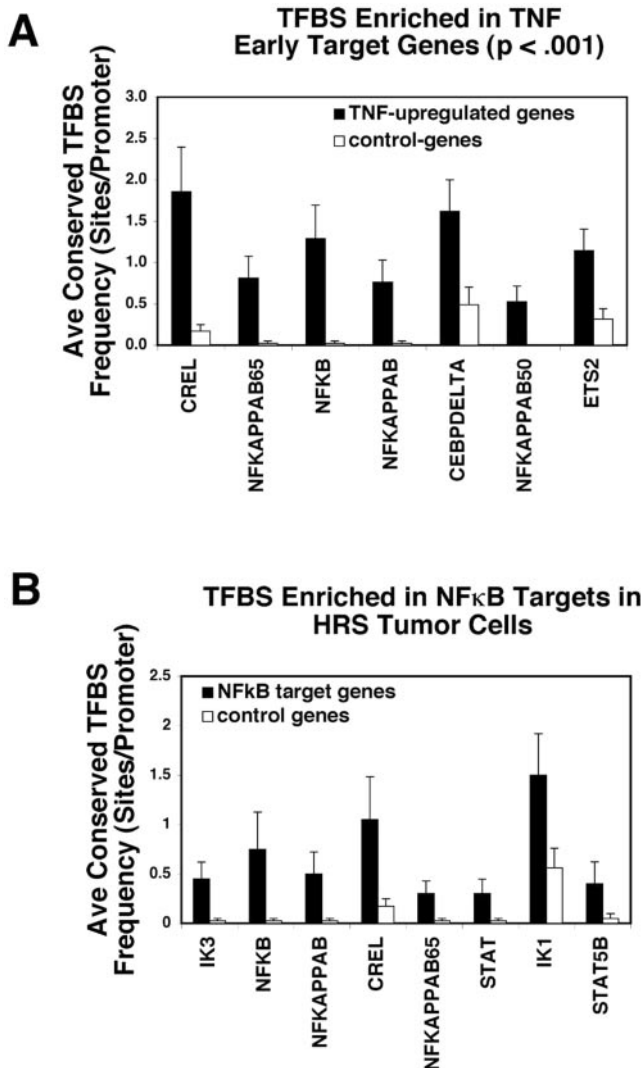 A
TFBS Enriched in TNF
Early Target Genes (p < .001)
Ave Conserved TFBS
Frequency (Sites/Promoter)
3.0
2.5
2.0
1.5
1.0
0.5
0.0
TNF-upregulated genes
control-genes
CREL
NFKAPPAB65
NFKB
NFKAPPAB
CEBPDELTA
NFKAPPAB50
ETS2
B
TFBS Enriched in NFκB Targets in
HRS Tumor Cells
Ave Conserved TFBS
Frequency (Sites/Promoter)
2.5
2
1.5
1
0.5
0
NFkB target genes
control genes
IK3
NFKB
NFKAPPAB
CREL
NFKAPPAB65
STAT
IK1
STAT5B